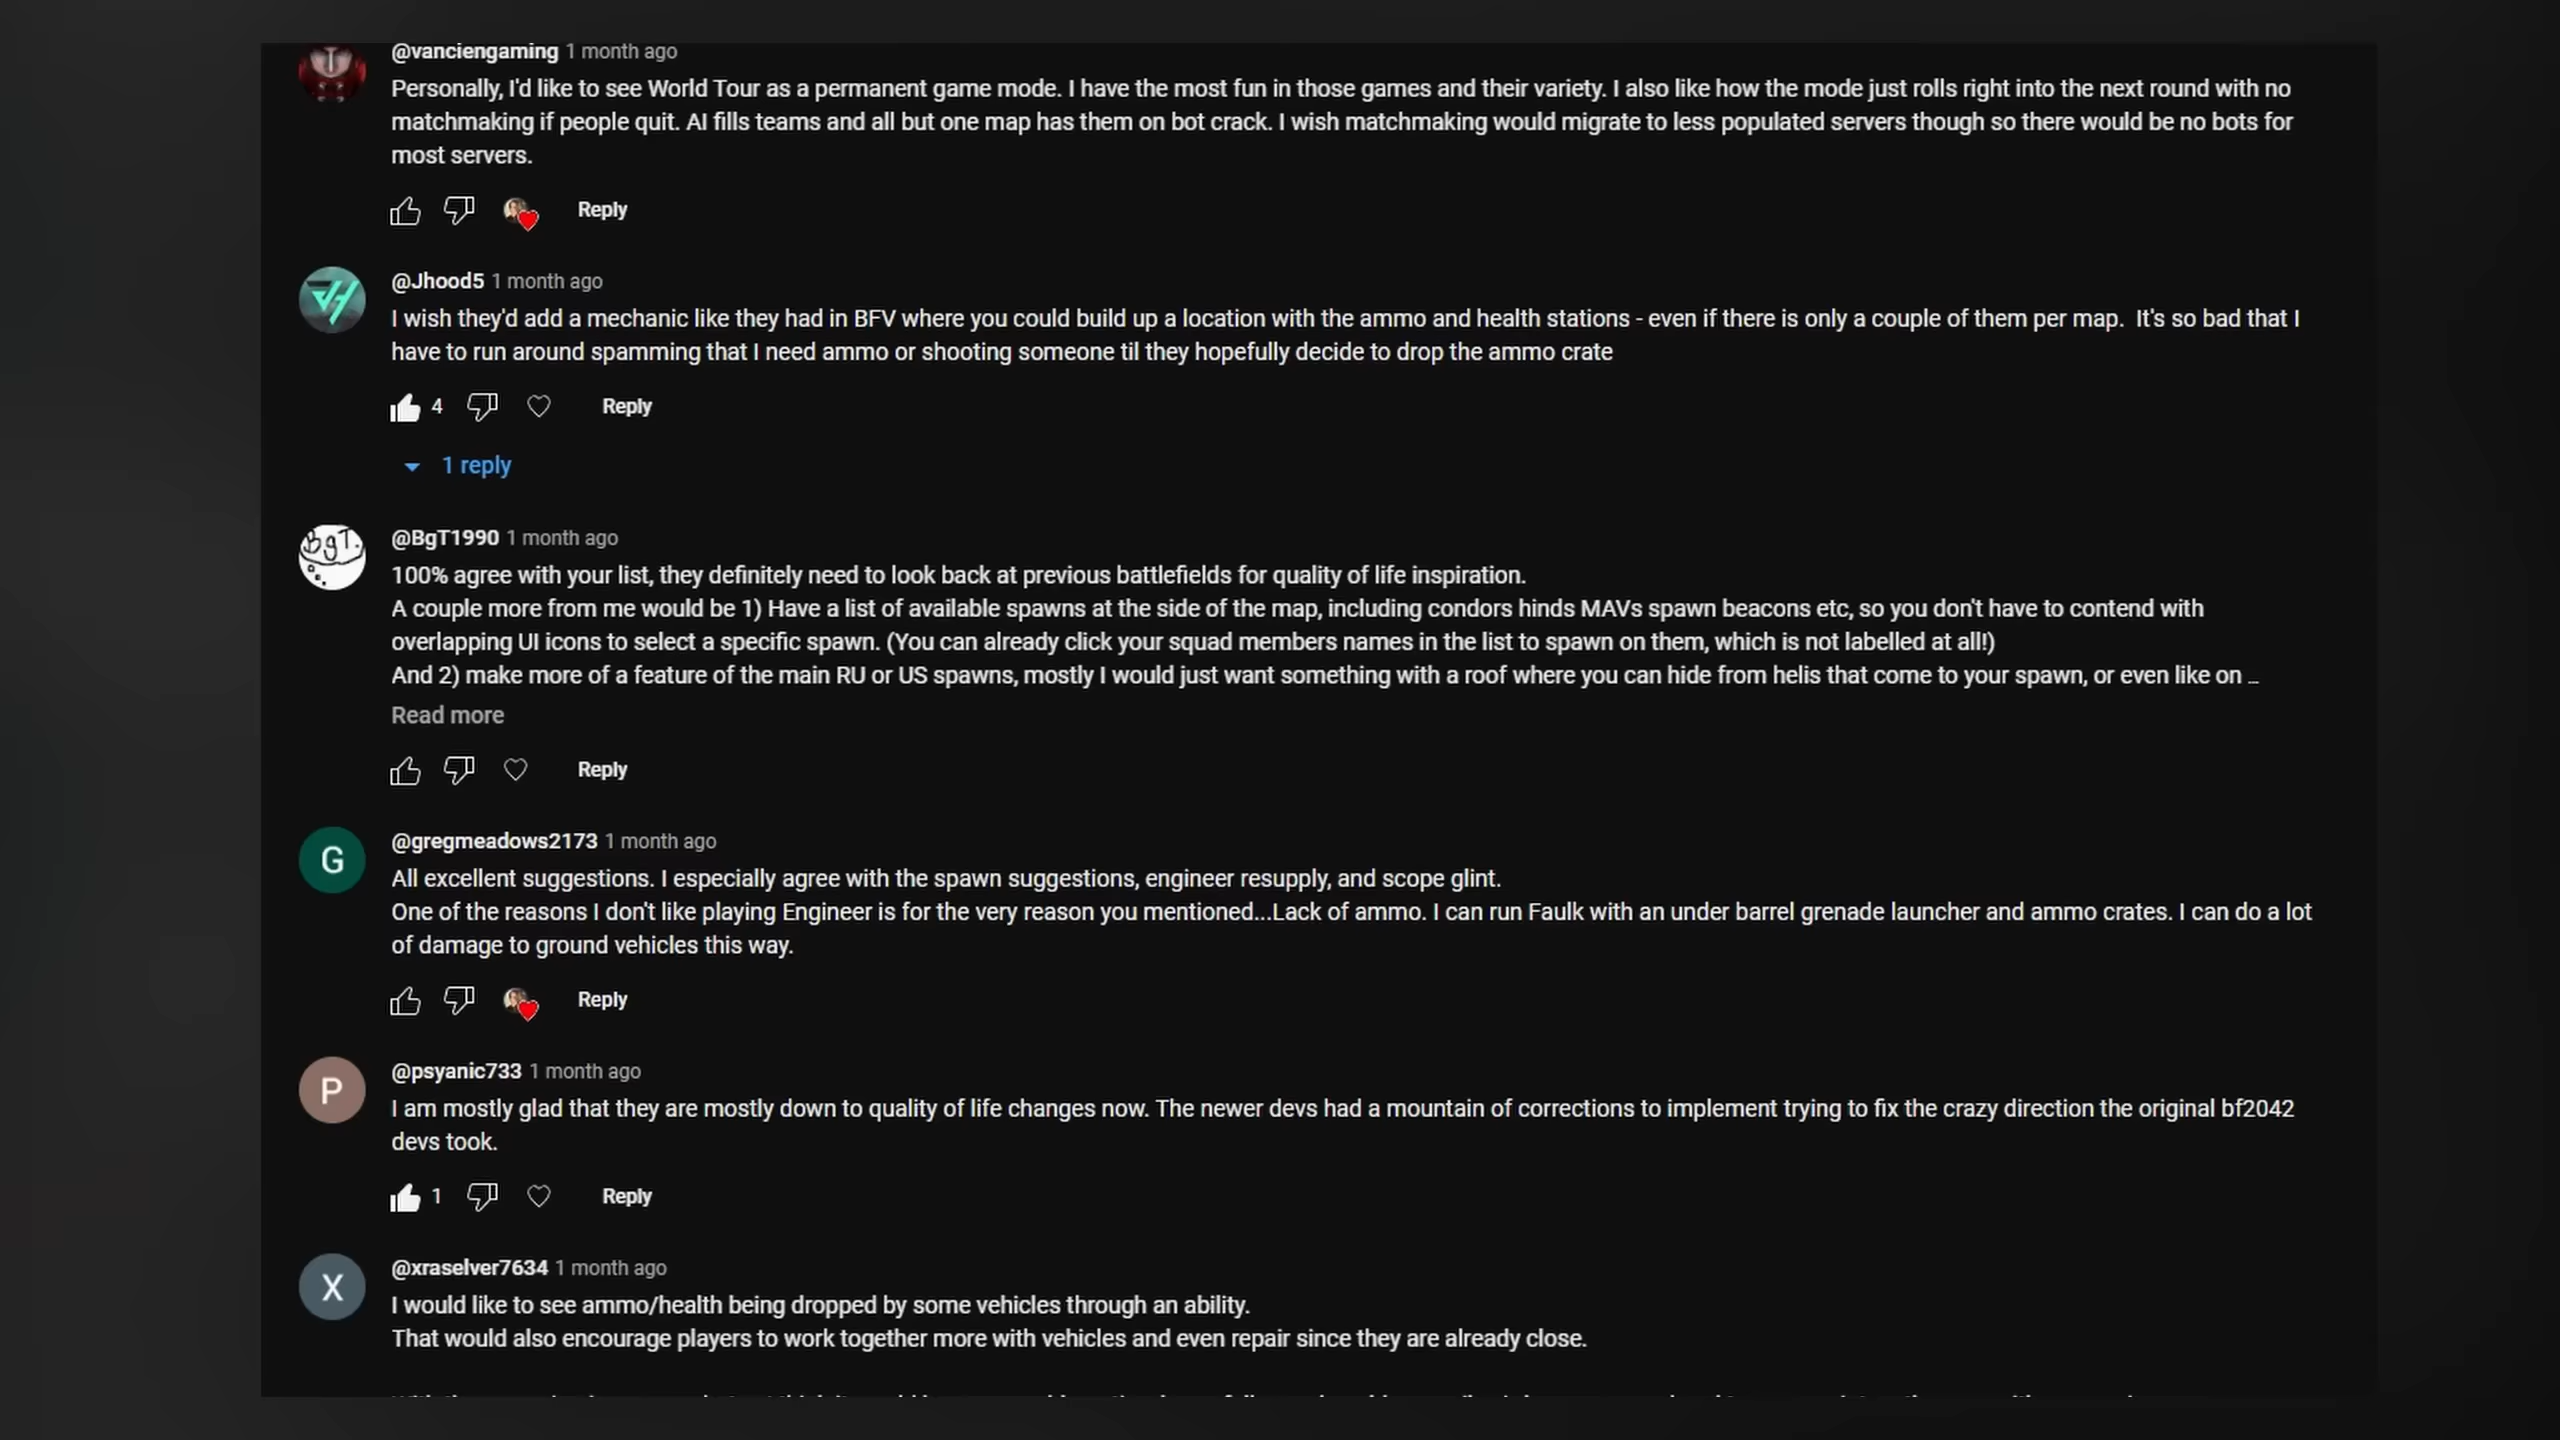 @vanciengaming 1 month ago
Personally, I'd like to see World Tour as a permanent game mode. I have the most fun in those games and their variety. I also like how the mode just rolls right into the next round with no
matchmaking if people quit. AI fills teams and all but one map has them on bot crack. I wish matchmaking would migrate to less populated servers though so there would be no bots for
most servers.
Reply
@Jhood5 1 month ago
I wish they'd add a mechanic like they had in BFV where you could build up a location with the ammo and health stations - even if there is only a couple of them per map.  It's so bad that I
have to run around spamming that I need ammo or shooting someone til they hopefully decide to drop the ammo crate
4 Reply
1 reply
BgT.
@BgT1990 1 month ago
100% agree with your list, they definitely need to look back at previous battlefields for quality of life inspiration.
A couple more from me would be 1) Have a list of available spawns at the side of the map, including condors hinds MAVs spawn beacons etc, so you don't have to contend with
overlapping UI icons to select a specific spawn. (You can already click your squad members names in the list to spawn on them, which is not labelled at all!)
And 2) make more of a feature of the main RU or US spawns, mostly I would just want something with a roof where you can hide from helis that come to your spawn, or even like on ...
Read more
Reply
G
@gregmeadows2173 1 month ago
All excellent suggestions. I especially agree with the spawn suggestions, engineer resupply, and scope glint.
One of the reasons I don't like playing Engineer is for the very reason you mentioned...Lack of ammo. I can run Faulk with an under barrel grenade launcher and ammo crates. I can do a lot
of damage to ground vehicles this way.
Reply
P
@psyanic733 1 month ago
I am mostly glad that they are mostly down to quality of life changes now. The newer devs had a mountain of corrections to implement trying to fix the crazy direction the original bf2042
devs took.
1 Reply
X
@xraselver7634 1 month ago
I would like to see ammo/health being dropped by some vehicles through an ability.
That would also encourage players to work together more with vehicles and even repair since they are already close.